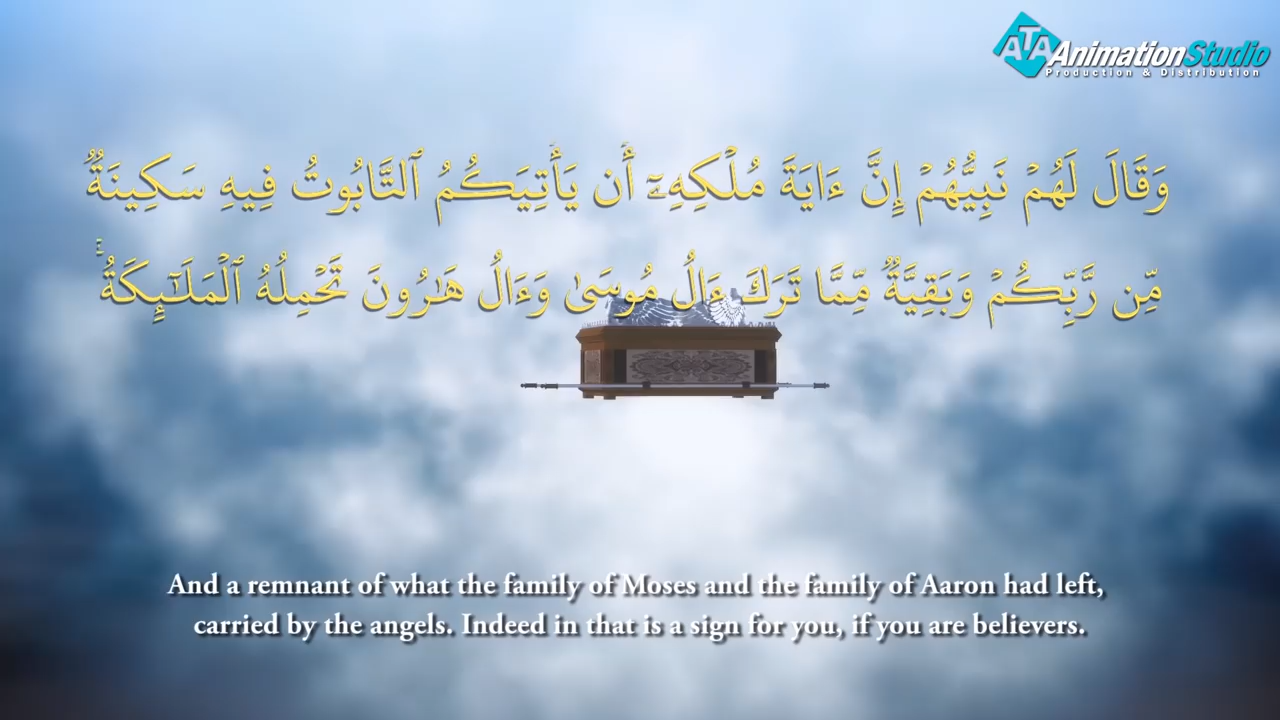 ATA AnimationStudio
Production & Distribution
وَقَالَ لَهُمْ نَبِيُّهُمْ إِنَّ ءَايَةَ مُلْكِهِۦٓ أَن يَأْتِيَكُمُ ٱلتَّابُوتُ فِيهِ سَكِينَةٌ
مِّن رَّبِّكُمْ وَبَقِيَّةٌ مِّمَّا تَرَكَ ءَالُ مُوسَىٰ وَءَالُ هَٰرُونَ تَحْمِلُهُ ٱلْمَلَٰٓئِكَةُ ۚ
And a remnant of what the family of Moses and the family of Aaron had left,
carried by the angels. Indeed in that is a sign for you, if you are believers.